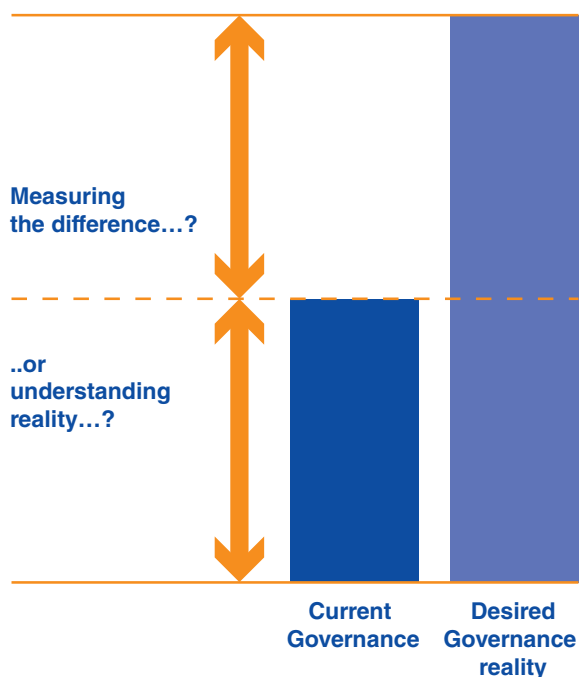 Measuring
the difference…?
..or
understanding
reality…?
Current
Governance
Desired
Governance
reality